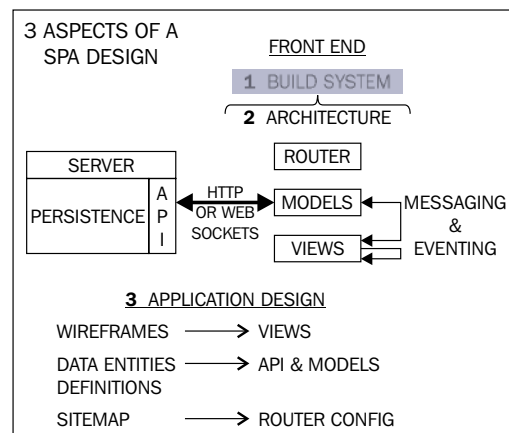 3 ASPECTS OF A
SPA DESIGN
FRONT END
1 BUILD SYSTEM
2 ARCHITECTURE
ROUTER
SERVER
PERSISTENCE
API
HTTP
OR WEB
SOCKETS
MODELS
VIEWS
MESSAGING
&
EVENTING
3 APPLICATION DESIGN
WIREFRAMES
VIEWS
DATA ENTITIES
DEFINITIONS
API & MODELS
SITEMAP
ROUTER CONFIG